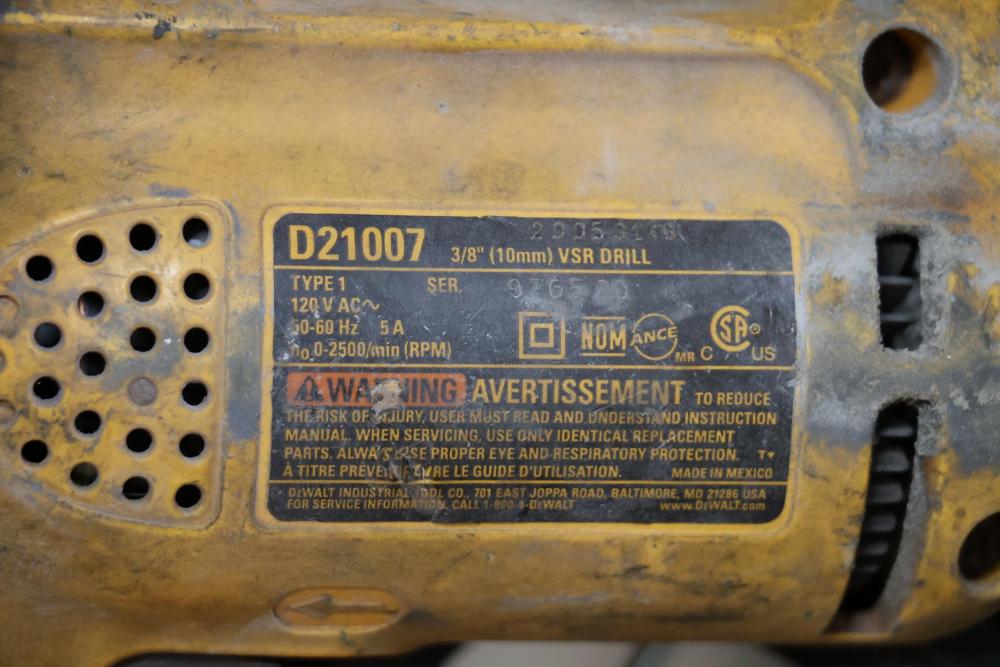 D21007
3/8" (10mm) VSR DRILL
TYPE 1 SER.
120 V AC~
50-60 Hz 5 A
no 0-2500/min (RPM)
NOM ANCE MR C SA® US
⚠WARNING AVERTISSEMENT TO REDUCE
THE RISK OF INJURY, USER MUST READ AND UNDERSTAND INSTRUCTION
MANUAL. WHEN SERVICING, USE ONLY IDENTICAL REPLACEMENT
PARTS. ALWAYS USE PROPER EYE AND RESPIRATORY PROTECTION.
À TITRE PRÉVENTIF, LIRE LE GUIDE D'UTILISATION. MADE IN MEXICO
DEWALT INDUSTRIAL TOOL CO., 701 EAST JOPPA ROAD, BALTIMORE, MD 21286 USA
FOR SERVICE INFORMATION, CALL 1-800-4-DEWALT www.DEWALT.com